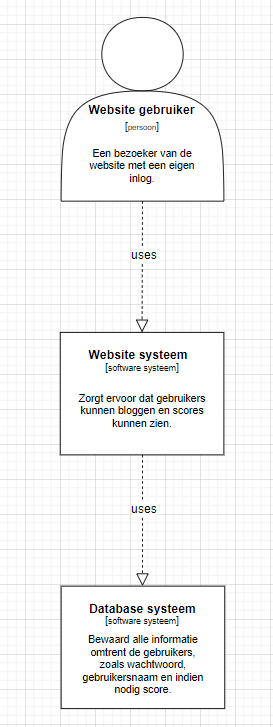 Website gebruiker
[persoon]
Een bezoeker van de
website met een eigen
inlog.
uses
Website systeem
[software systeem]
Zorgt ervoor dat gebruikers
kunnen bloggen en scores
kunnen zien.
uses
Database systeem
[software systeem]
Bewaard alle informatie
omtrent de gebruikers,
zoals wachtwoord,
gebruikersnaam en indien
nodig score.